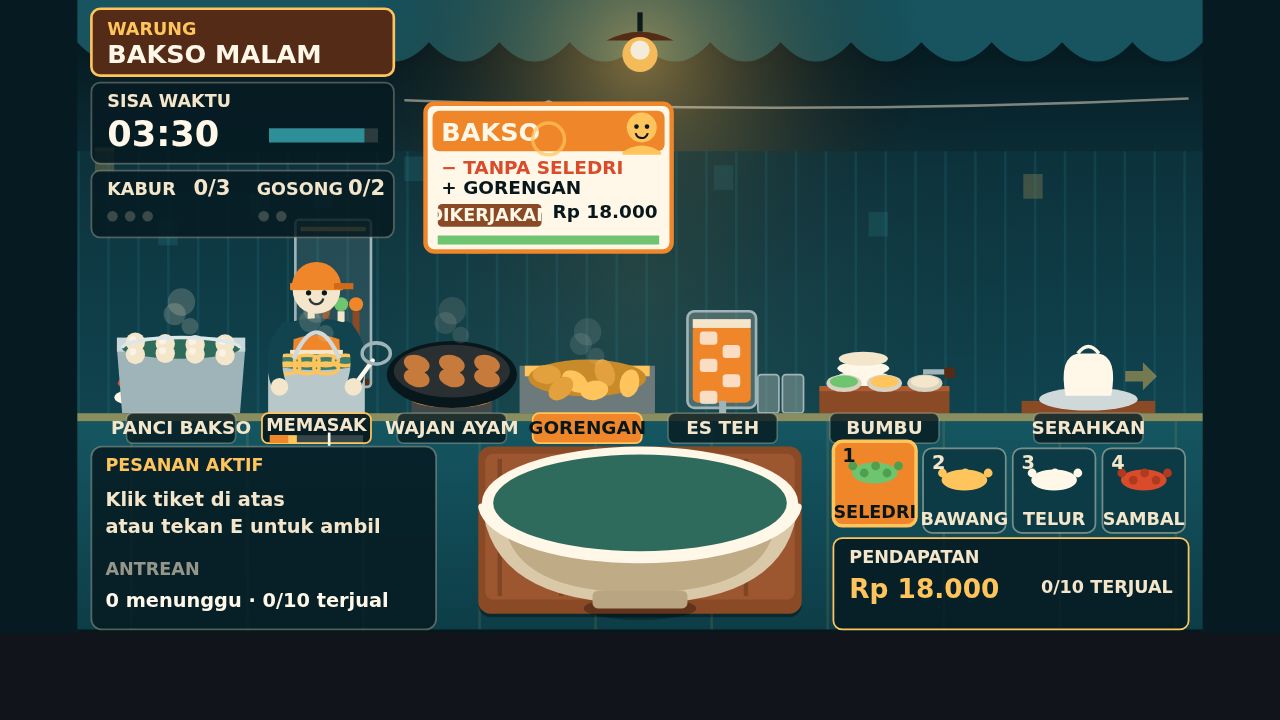 WARUNG
BAKSO MALAM
SISA WAKTU
03:30
KABUR 0/3 GOSONG 0/2
BAKSO
− TANPA SELEDRI
+ GORENGAN
DIKERJAKAN Rp 18.000
PANCI BAKSO
MEMASAK
WAJAN AYAM
GORENGAN
ES TEH
BUMBU
SERAHKAN
PESANAN AKTIF
Klik tiket di atas
atau tekan E untuk ambil
ANTREAN
0 menunggu · 0/10 terjual
1 SELEDRI
2 BAWANG
3 TELUR
4 SAMBAL
PENDAPATAN
Rp 18.000 0/10 TERJUAL